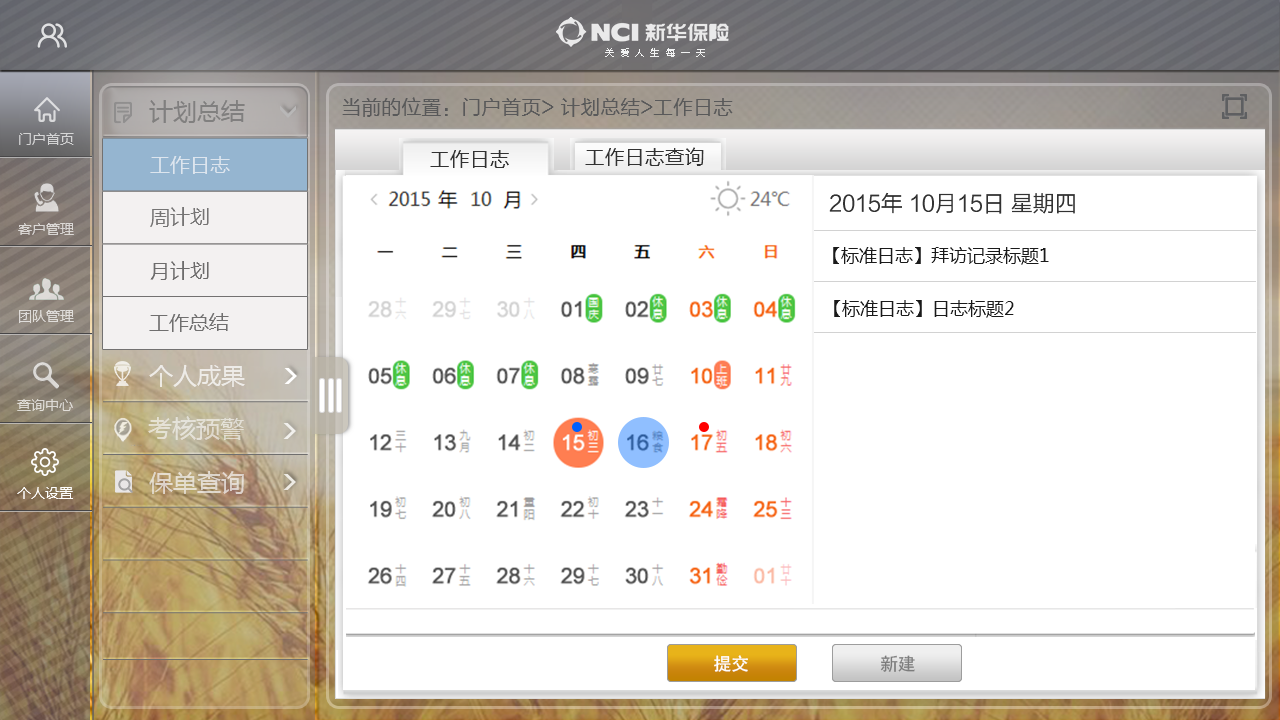 NCI 新华保险
关爱人生每一天
门户首页
客户管理
团队管理
查询中心
个人设置
计划总结
工作日志
周计划
月计划
工作总结
个人成果
考核预警
保单查询
当前的位置：门户首页> 计划总结>工作日志
工作日志 工作日志查询
2015 年 10 月 24℃
一 二 三 四 五 六 日
28 十六 29 十七 30 十八 01 国庆 02 休息 03 休息 04 休息
05 休息 06 休息 07 休息 08 寒露 09 廿七 10 上班 11 廿九
12 三十 13 九月 14 初二 15 初三 16 粮食 17 初五 18 初六
19 初七 20 初八 21 重阳 22 初十 23 十一 24 霜降 25 十三
26 十四 27 十五 28 十六 29 十七 30 十八 31 勤俭 01 廿十
2015年 10月15日 星期四
【标准日志】拜访记录标题1
【标准日志】日志标题2
提交 新建